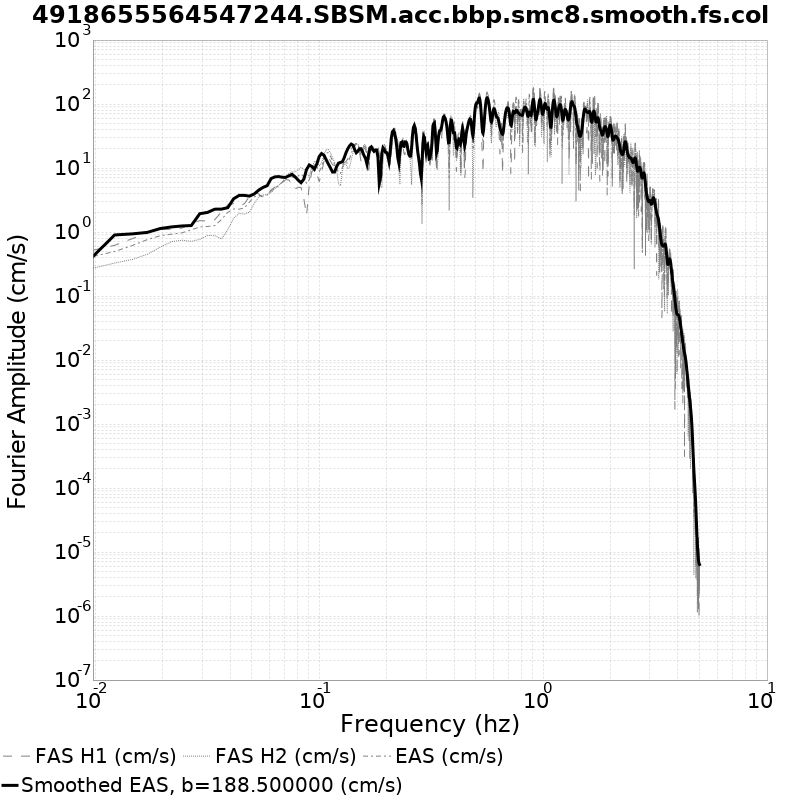 4918655564547244.SBSM.acc.bbp.smc8.smooth.fs.col
10^3
10^2
10^1
10^0
10^-1
10^-2
10^-3
10^-4
10^-5
10^-6
10^-7
Fourier Amplitude (cm/s)
10^-2 10^-1 10^0 10^1
Frequency (hz)
FAS H1 (cm/s) FAS H2 (cm/s) EAS (cm/s)
Smoothed EAS, b=188.500000 (cm/s)